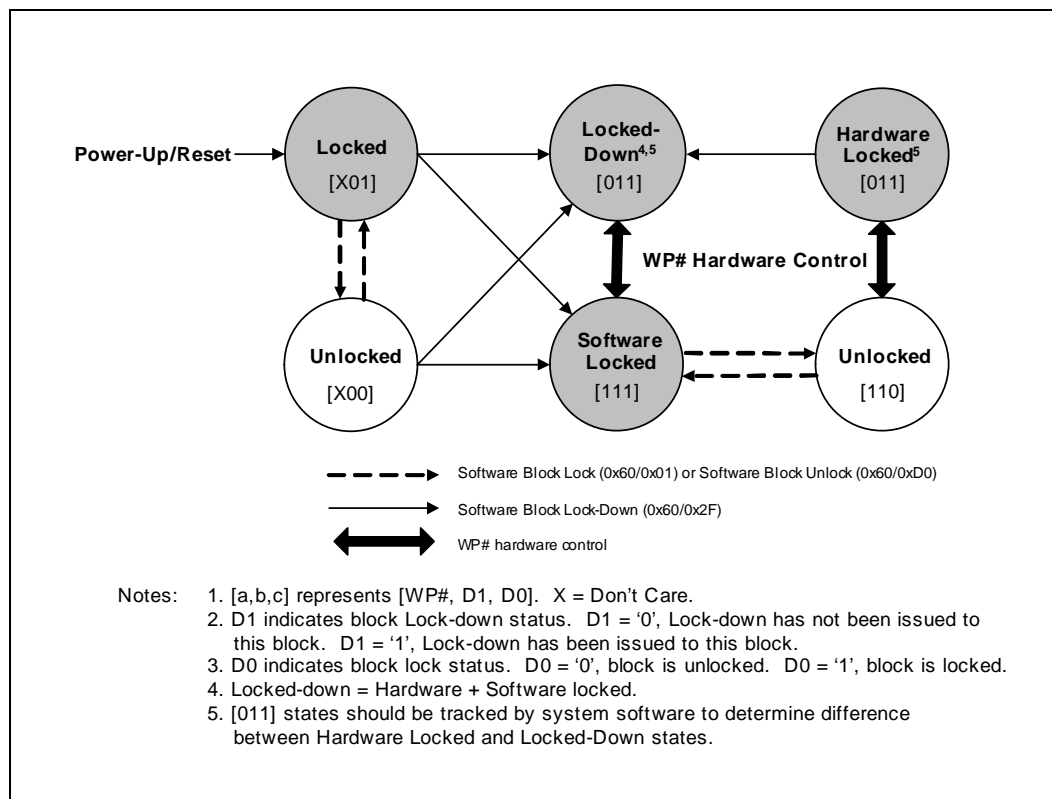 Power-Up/Reset
Locked
[X01]
Locked-
Down4,5
[011]
Hardware
Locked5
[011]
WP# Hardware Control
Unlocked
[X00]
Software
Locked
[111]
Unlocked
[110]
Software Block Lock (0x60/0x01) or Software Block Unlock (0x60/0xD0)
Software Block Lock-Down (0x60/0x2F)
WP# hardware control
Notes: 1. [a,b,c] represents [WP#, D1, D0]. X = Don't Care.
2. D1 indicates block Lock-down status. D1 = ‘0’, Lock-down has not been issued to
this block. D1 = ‘1’, Lock-down has been issued to this block.
3. D0 indicates block lock status. D0 = ‘0’, block is unlocked. D0 = ‘1’, block is locked.
4. Locked-down = Hardware + Software locked.
5. [011] states should be tracked by system software to determine difference
between Hardware Locked and Locked-Down states.